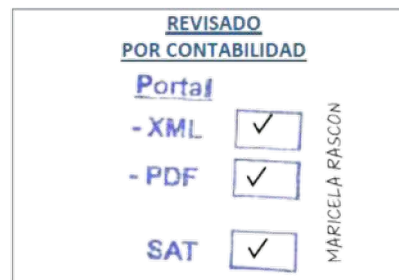 REVISADO
POR CONTABILIDAD
Portal
- XML ✓
- PDF ✓
SAT ✓
MARICELA RASCON